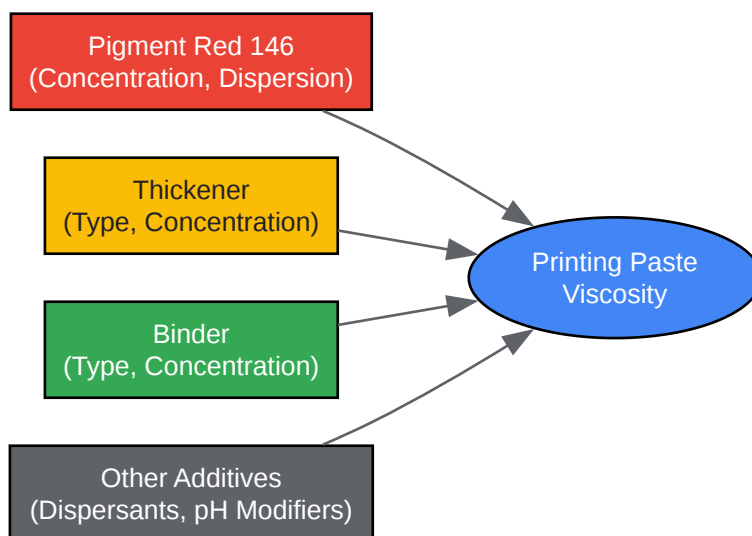 Pigment Red 146
(Concentration, Dispersion)
Thickener
(Type, Concentration)
Printing Paste
Viscosity
Binder
(Type, Concentration)
Other Additives
(Dispersants, pH Modifiers)